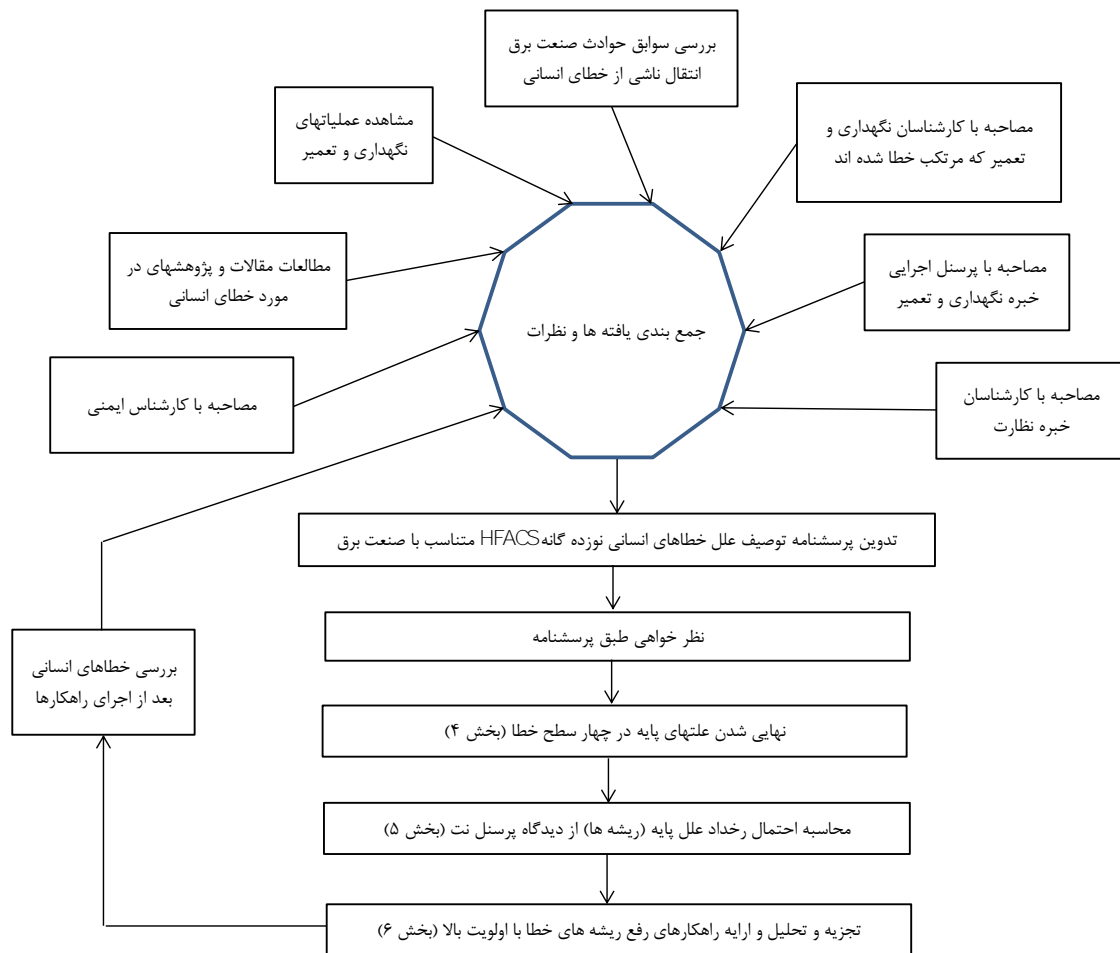 بررسی سوابق حوادث صنعت برق
انتقال ناشی از خطای انسانی
مصاحبه با کارشناسان نگهداری و
تعمیر که مرتکب خطا شده اند
مشاهده عملیاتهای
نگهداری و تعمیر
مصاحبه با پرسنل اجرایی
خبره نگهداری و تعمیر
مطالعات مقالات و پژوهشهای در
مورد خطای انسانی
جمع بندی یافته ها و نظرات
مصاحبه با کارشناسان
خبره نظارت
مصاحبه با کارشناس ایمنی
تدوین پرسشنامه توصیف علل خطاهای انسانی نوزده گانه HFACS متناسب با صنعت برق
نظر خواهی طبق پرسشنامه
بررسی خطاهای انسانی
بعد از اجرای راهکارها
نهایی شدن علتهای پایه در چهار سطح خطا (بخش ۴)
محاسبه احتمال رخداد علل پایه (ریشه ها) از دیدگاه پرسنل نت (بخش ۵)
تجزیه و تحلیل و ارایه راهکارهای رفع ریشه های خطا با اولویت بالا (بخش ۶)